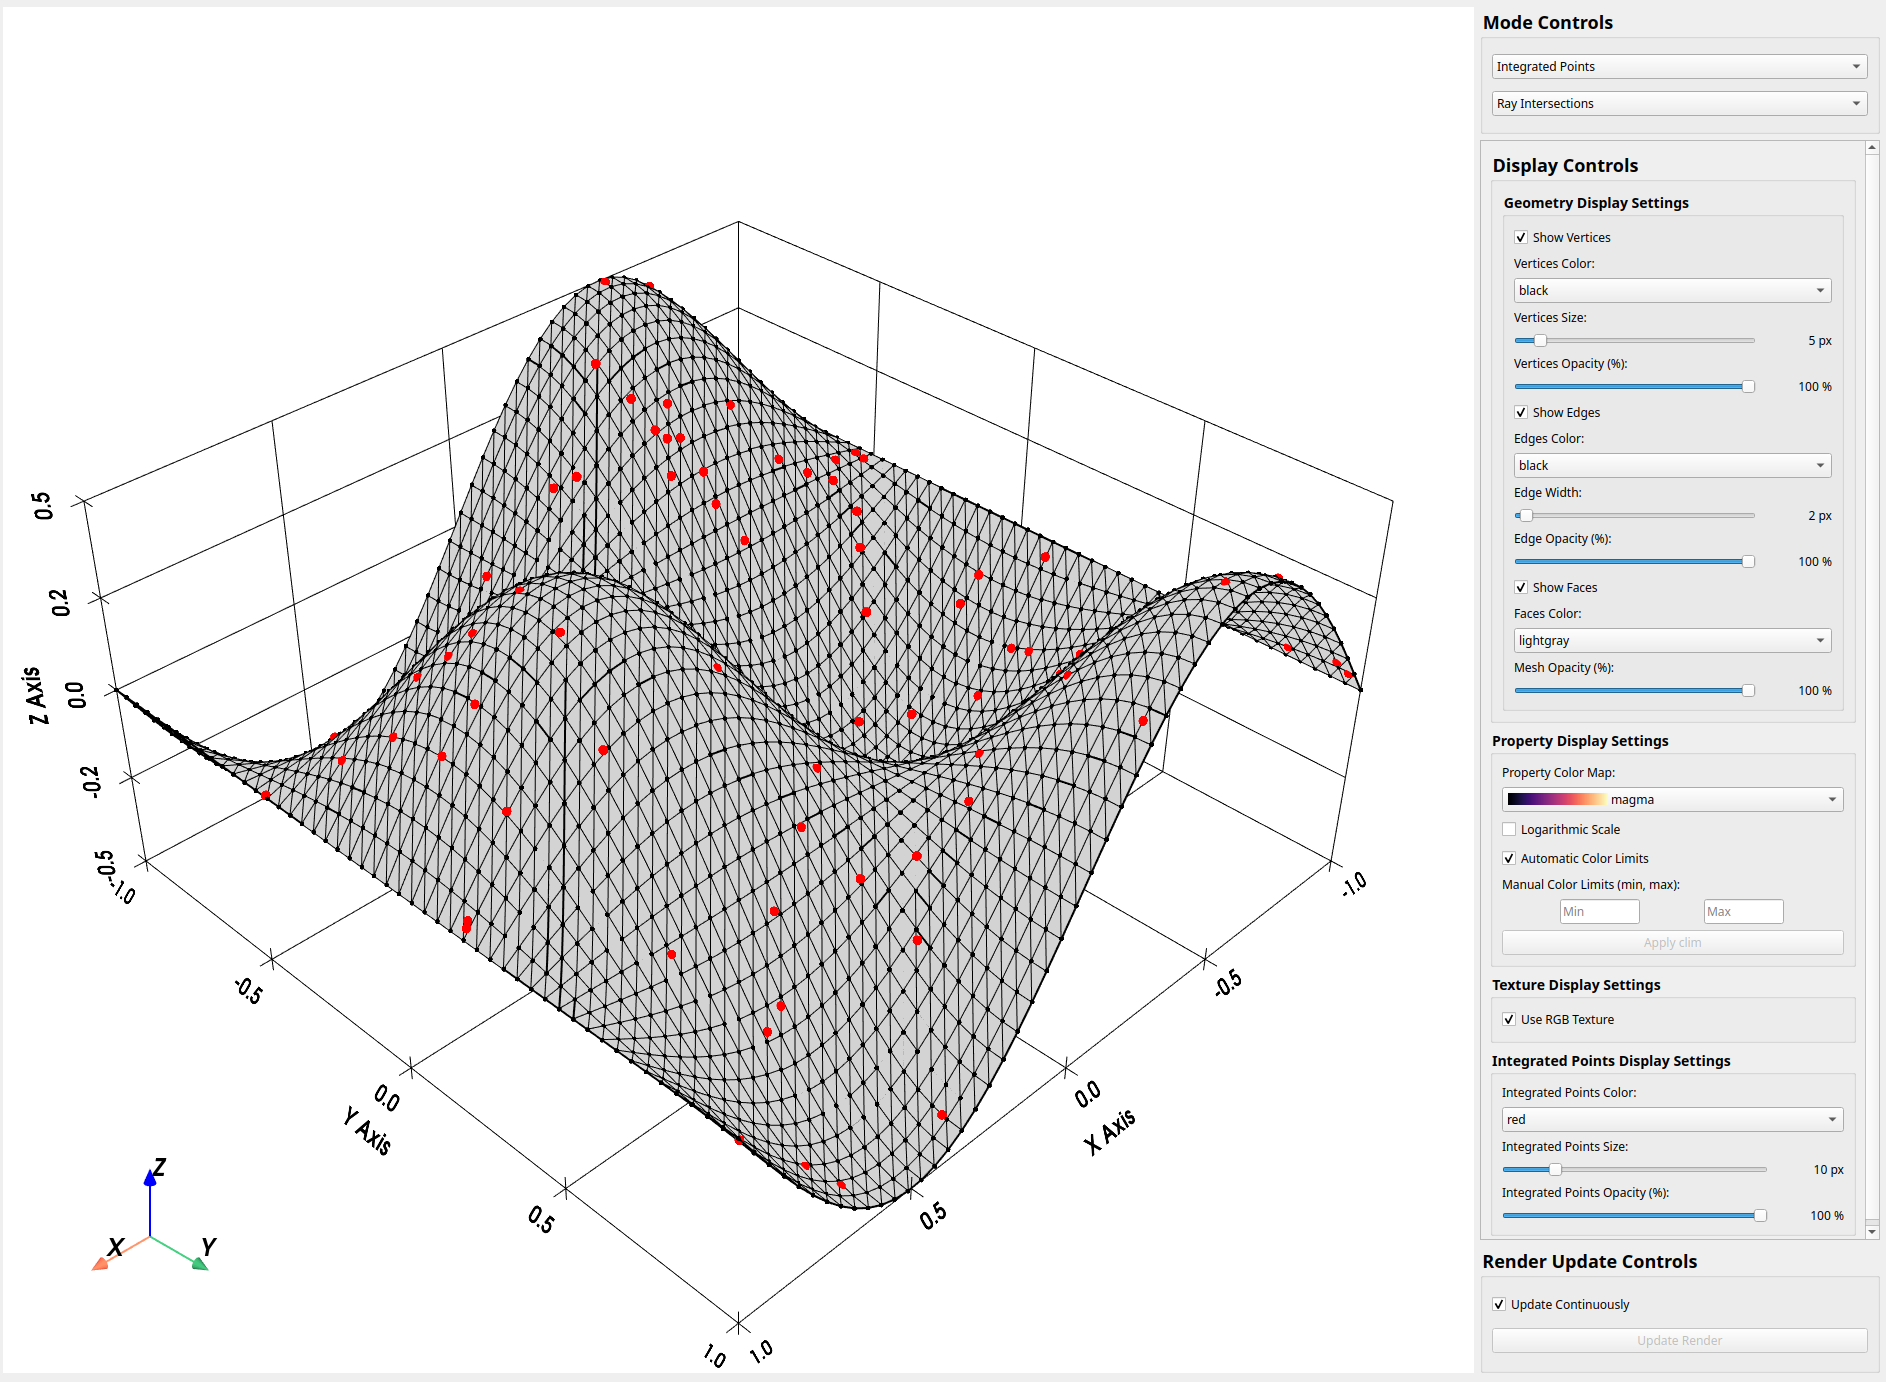 Mode Controls
Integrated Points
Ray Intersections
Display Controls
Geometry Display Settings
Show Vertices
Vertices Color:
black
Vertices Size:
5 px
Vertices Opacity (%):
100 %
Show Edges
Edges Color:
black
Edge Width:
2 px
Edge Opacity (%):
100 %
Show Faces
Faces Color:
lightgray
Mesh Opacity (%):
100 %
Property Display Settings
Property Color Map:
magma
Logarithmic Scale
Automatic Color Limits
Manual Color Limits (min, max):
Min Max
Apply clim
Texture Display Settings
Use RGB Texture
Integrated Points Display Settings
Integrated Points Color:
red
Integrated Points Size:
10 px
Integrated Points Opacity (%):
100 %
Render Update Controls
Update Continuously
Update Render
0.5
0.2
0.0
-0.2
-0.5
Z Axis
-1.0
-0.5
0.0
0.5
1.0
Y Axis
1.0
0.5
0.0
-0.5
-1.0
X Axis
Z
X
Y